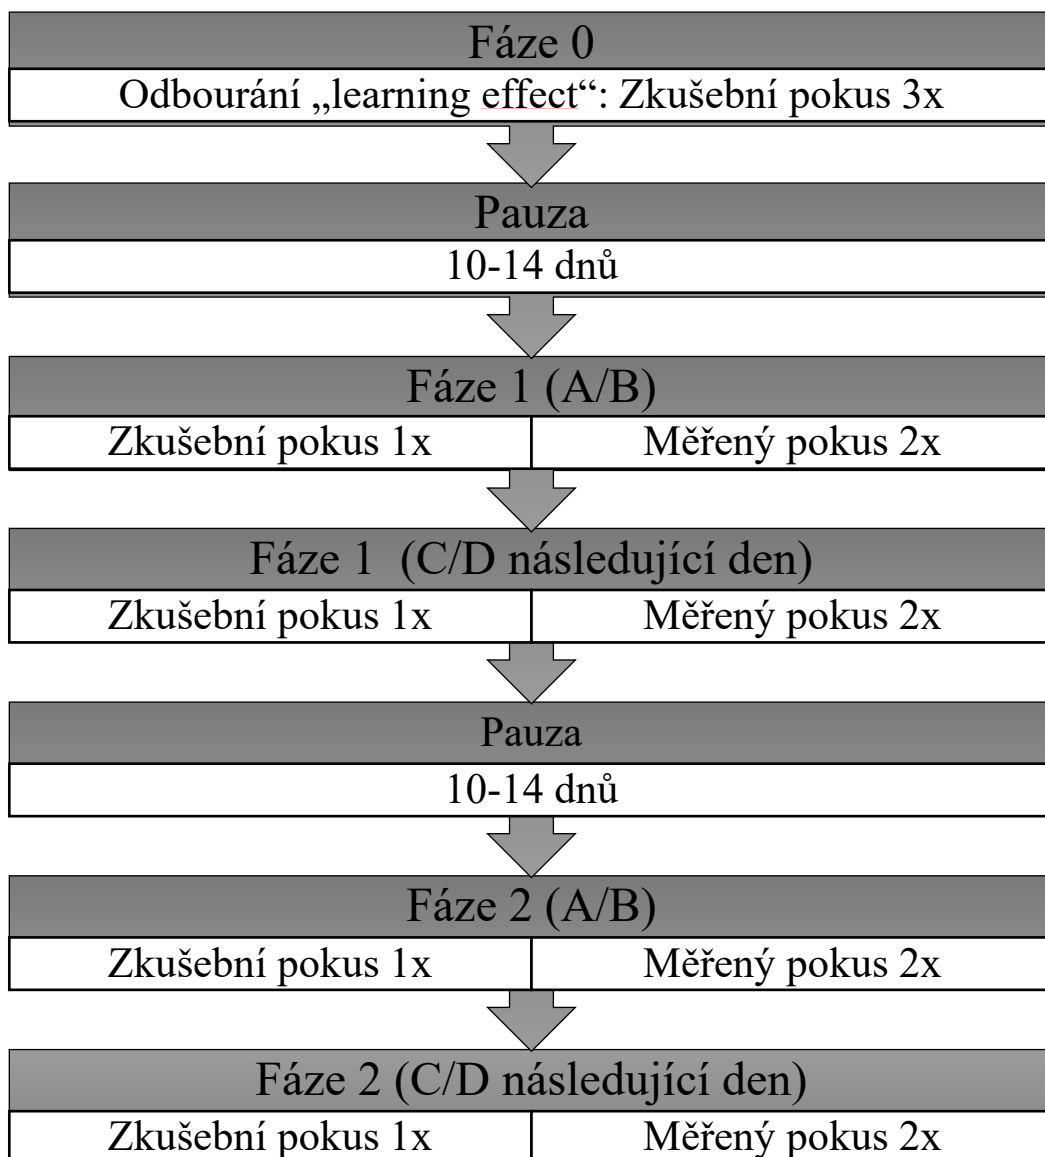 Fáze 0
Odbourání „learning effect“: Zkušební pokus 3x
Pauza
10-14 dnů
Fáze 1 (A/B)
Zkušební pokus 1x
Měřený pokus 2x
Fáze 1 (C/D následující den)
Zkušební pokus 1x
Měřený pokus 2x
Pauza
10-14 dnů
Fáze 2 (A/B)
Zkušební pokus 1x
Měřený pokus 2x
Fáze 2 (C/D následující den)
Zkušební pokus 1x
Měřený pokus 2x